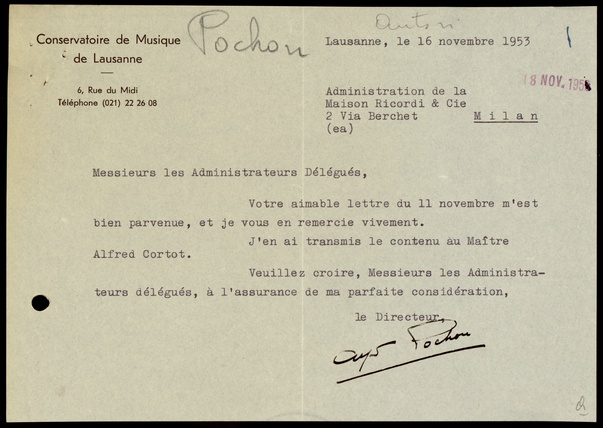 Conservatoire de Musique
de Lausanne
6, Rue du Midi
Téléphone (021) 22 26 08
Pochon
Autori
Lausanne, le 16 novembre 1953
18 NOV. 195
Administration de la
Maison Ricordi & Cie
2 Via Berchet Milan
(ea)
Messieurs les Administrateurs Délégués,
Votre aimable lettre du 11 novembre m'est
bien parvenue, et je vous en remercie vivement.
J'en ai transmis le contenu au Maître
Alfred Cortot.
Veuillez croire, Messieurs les Administra-
teurs délégués, à l'assurance de ma parfaite considération,
le Directeur,
Pochon